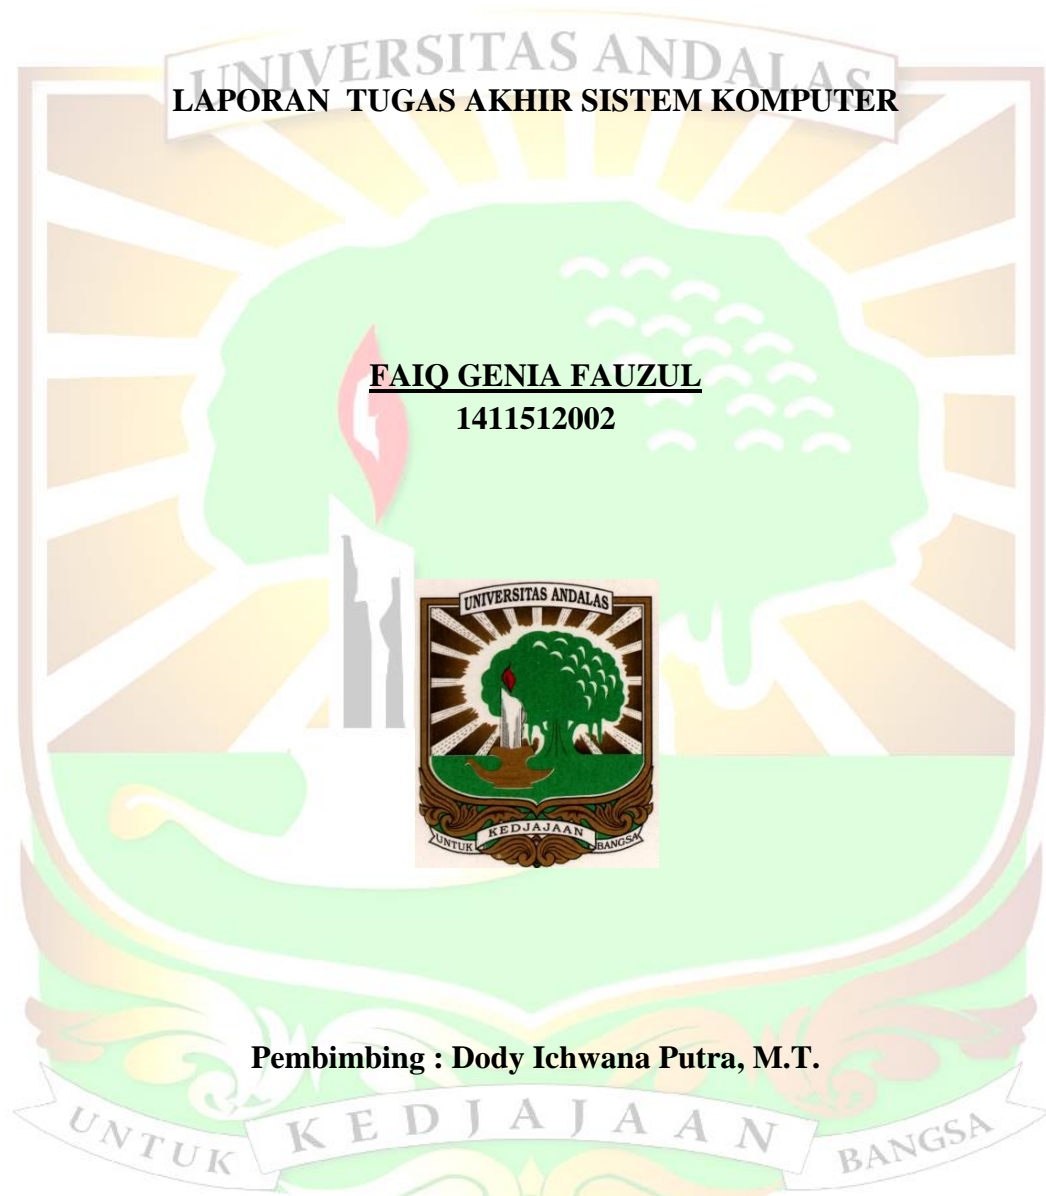 UNIVERSITAS ANDALAS
LAPORAN TUGAS AKHIR SISTEM KOMPUTER
FAIQ GENIA FAUZUL
1411512002
UNIVERSITAS ANDALAS
UNTUK KEDJAJAAN BANGSA
Pembimbing : Dody Ichwana Putra, M.T.
UNTUK KEDJAJAAN BANGSA